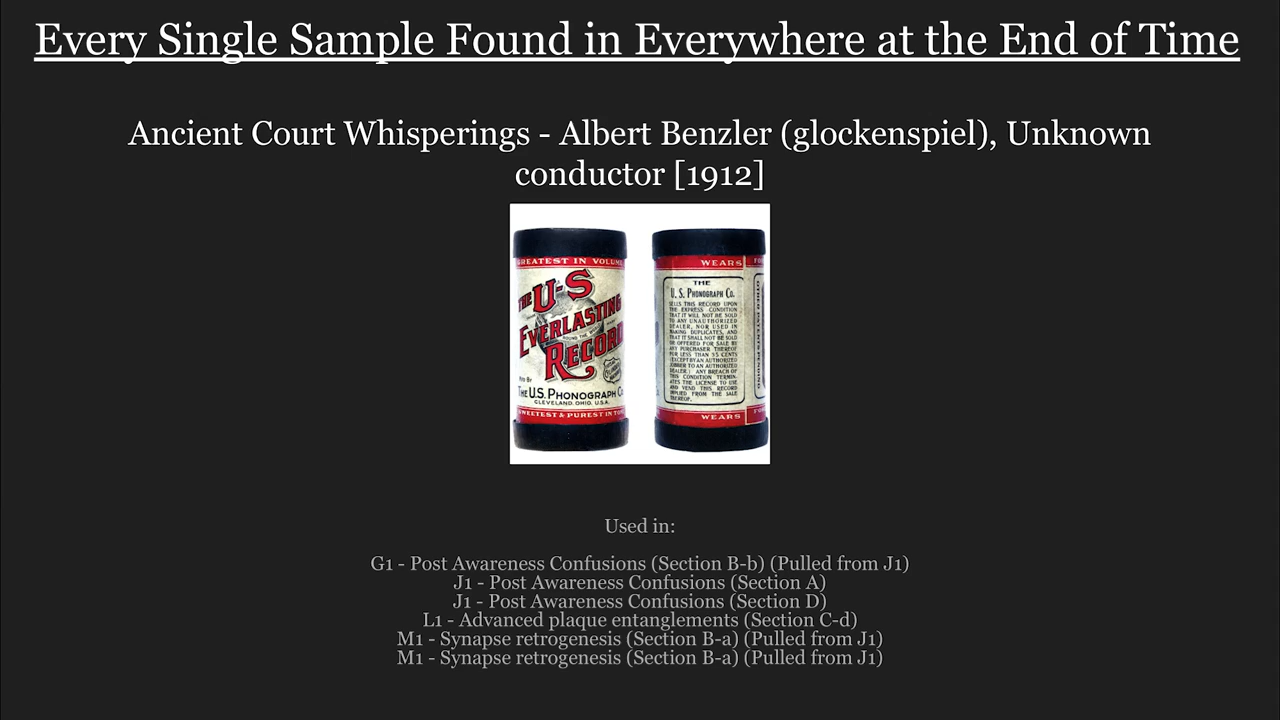 Every Single Sample Found in Everywhere at the End of Time
Ancient Court Whisperings - Albert Benzler (glockenspiel), Unknown
conductor [1912]
GREATEST IN VOLUME
THE U-S
EVERLASTING
RECORD
THE U.S. PHONOGRAPH Co
CLEVELAND, OHIO. U.S.A.
SWEETEST & PUREST IN TONE
WEARS
THE
U. S. PHONOGRAPH Co.
SELLS THIS RECORD UPON
THE EXPRESS CONDITION
THAT IT WILL NOT BE SOLD
TO ANY UNAUTHORIZED
DEALER, NOR USED IN
MAKING DUPLICATES, AND
THAT IT SHALL NOT BE SOLD
OR OFFERED FOR SALE BY
ANY PURCHASER THEREOF
FOR LESS THAN 35 CENTS
(EXCEPT BY AN AUTHORIZED
JOBBER TO AN AUTHORIZED
DEALER). ANY BREACH OF
THIS CONDITION TERMIN-
ATES THE LICENSE TO USE
AND VEND THIS RECORD
IMPLIED FROM THE SALE
THEREOF.
WEARS
Used in:
G1 - Post Awareness Confusions (Section B-b) (Pulled from J1)
J1 - Post Awareness Confusions (Section A)
J1 - Post Awareness Confusions (Section D)
L1 - Advanced plaque entanglements (Section C-d)
M1 - Synapse retrogenesis (Section B-a) (Pulled from J1)
M1 - Synapse retrogenesis (Section B-a) (Pulled from J1)